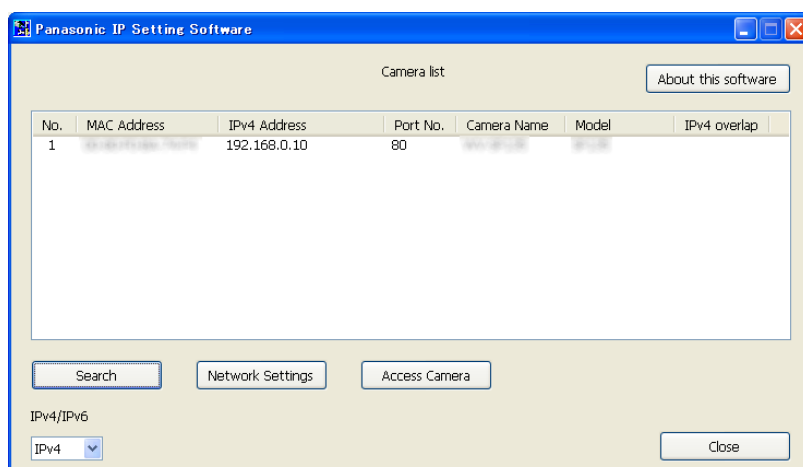 Panasonic IP Setting Software
Camera list
About this software
No. MAC Address IPv4 Address Port No. Camera Name Model IPv4 overlap
1 192.168.0.10 80
Search Network Settings Access Camera
IPv4/IPv6
IPv4
Close